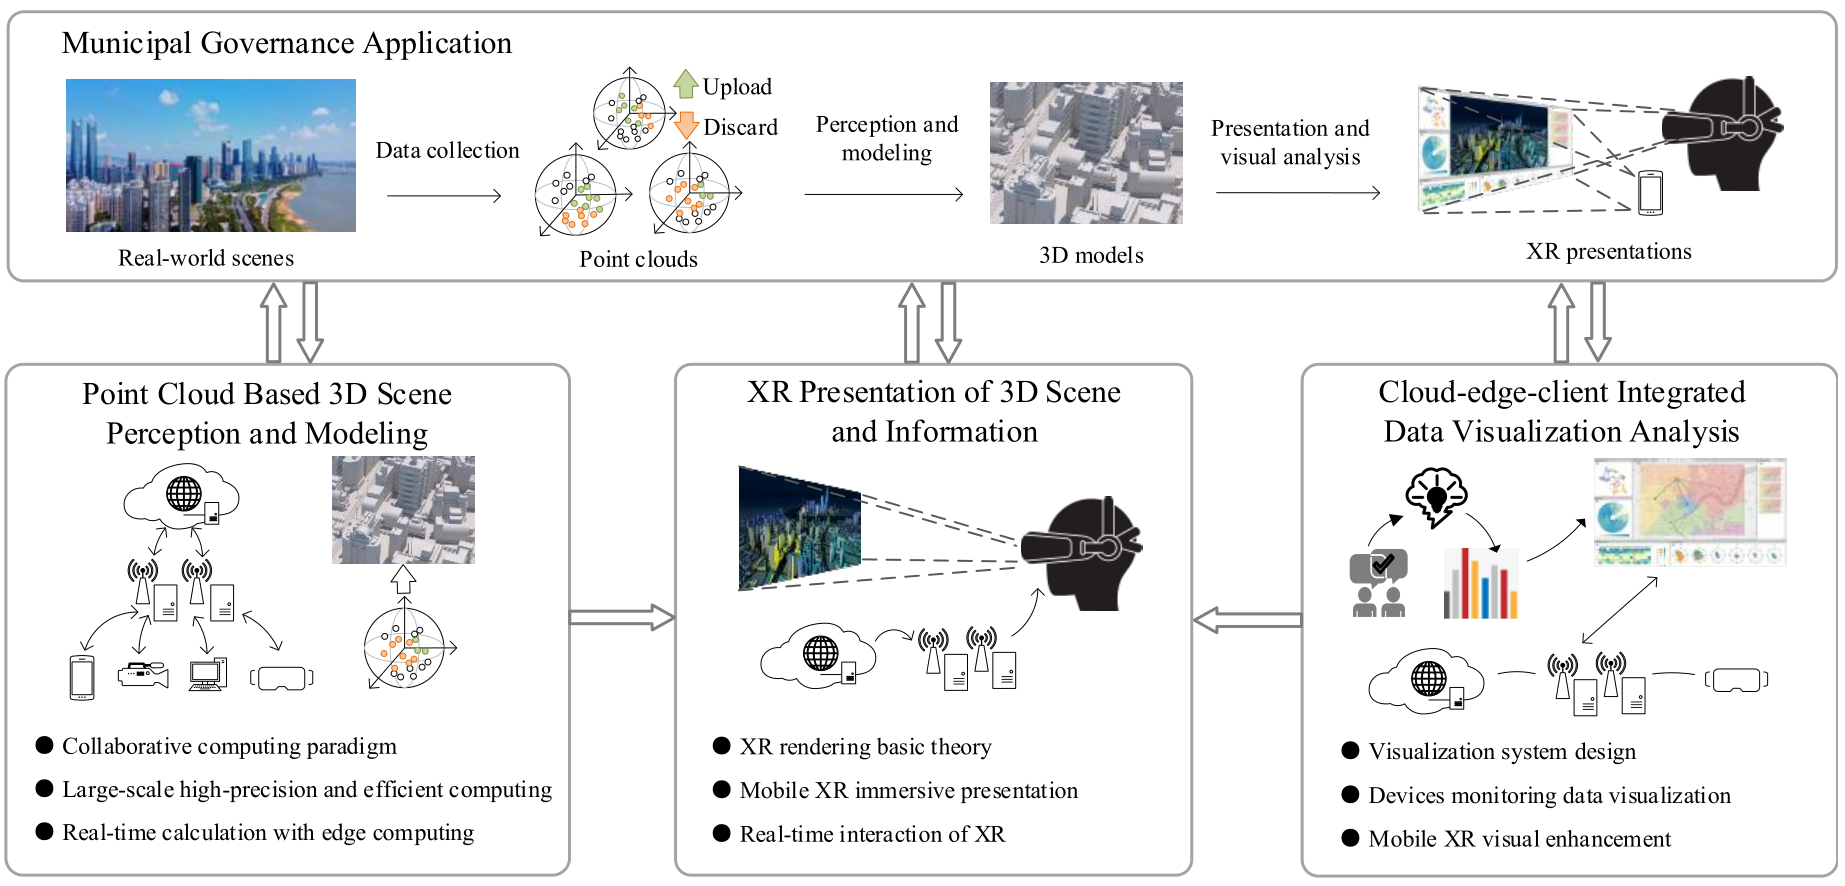 Municipal Governance Application
Real-world scenes
Data collection
Upload
Discard
Point clouds
Perception and
modeling
3D models
Presentation and
visual analysis
XR presentations
Point Cloud Based 3D Scene
Perception and Modeling
● Collaborative computing paradigm
● Large-scale high-precision and efficient computing
● Real-time calculation with edge computing
XR Presentation of 3D Scene
and Information
● XR rendering basic theory
● Mobile XR immersive presentation
● Real-time interaction of XR
Cloud-edge-client Integrated
Data Visualization Analysis
● Visualization system design
● Devices monitoring data visualization
● Mobile XR visual enhancement